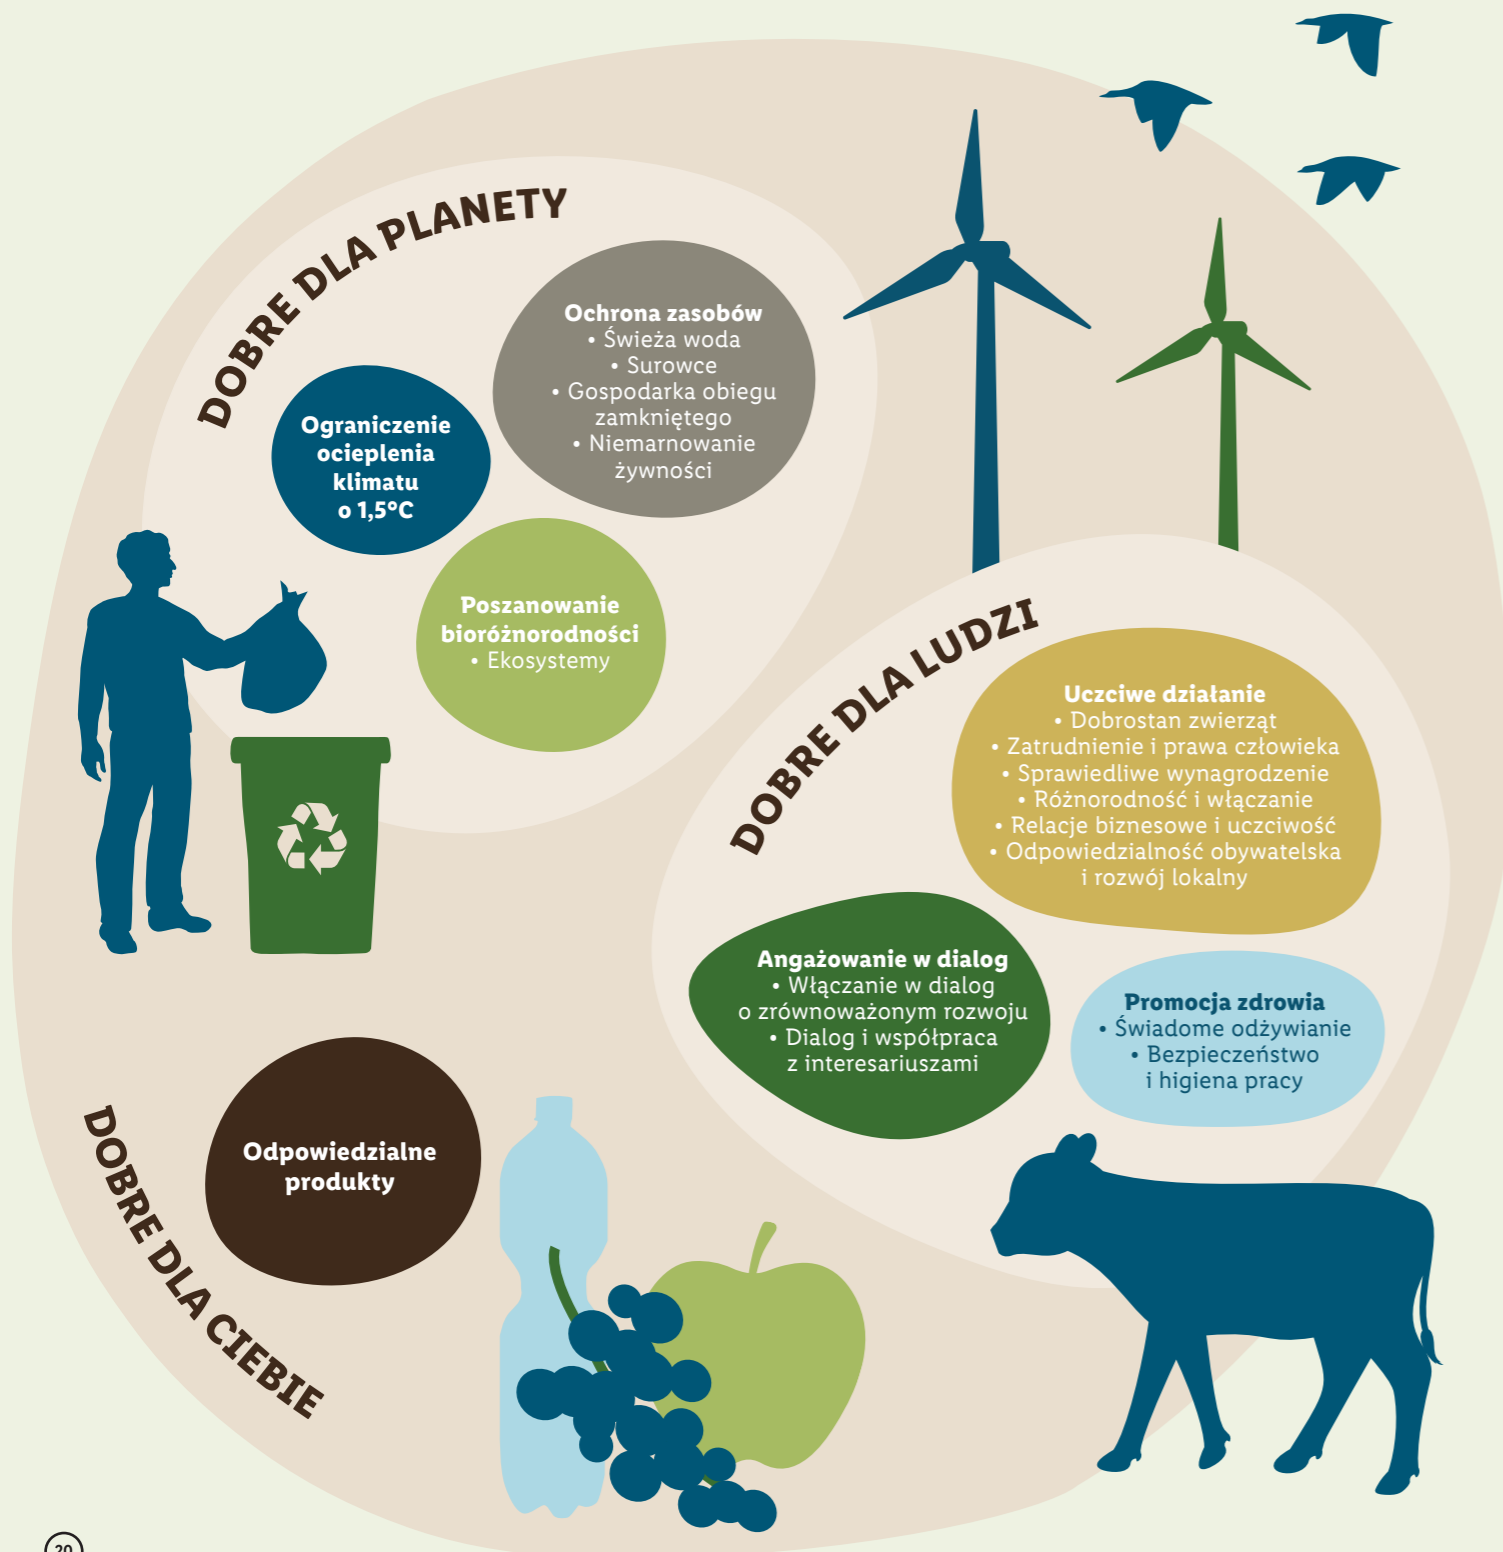 DOBRE DLA PLANETY
Ochrona zasobów
• Świeża woda
• Surowce
• Gospodarka obiegu
zamkniętego
• Niemarnowanie
żywności
Ograniczenie
ocieplenia
klimatu
o 1,5°C
Poszanowanie
bioróżnorodności
• Ekosystemy
DOBRE DLA LUDZI
Uczciwe działanie
• Dobrostan zwierząt
• Zatrudnienie i prawa człowieka
• Sprawiedliwe wynagrodzenie
• Różnorodność i włączanie
• Relacje biznesowe i uczciwość
• Odpowiedzialność obywatelska
i rozwój lokalny
Angażowanie w dialog
• Włączanie w dialog
o zrównoważonym rozwoju
• Dialog i współpraca
z interesariuszami
Promocja zdrowia
• Świadome odżywianie
• Bezpieczeństwo
i higiena pracy
DOBRE DLA CIEBIE
Odpowiedzialne
produkty
20